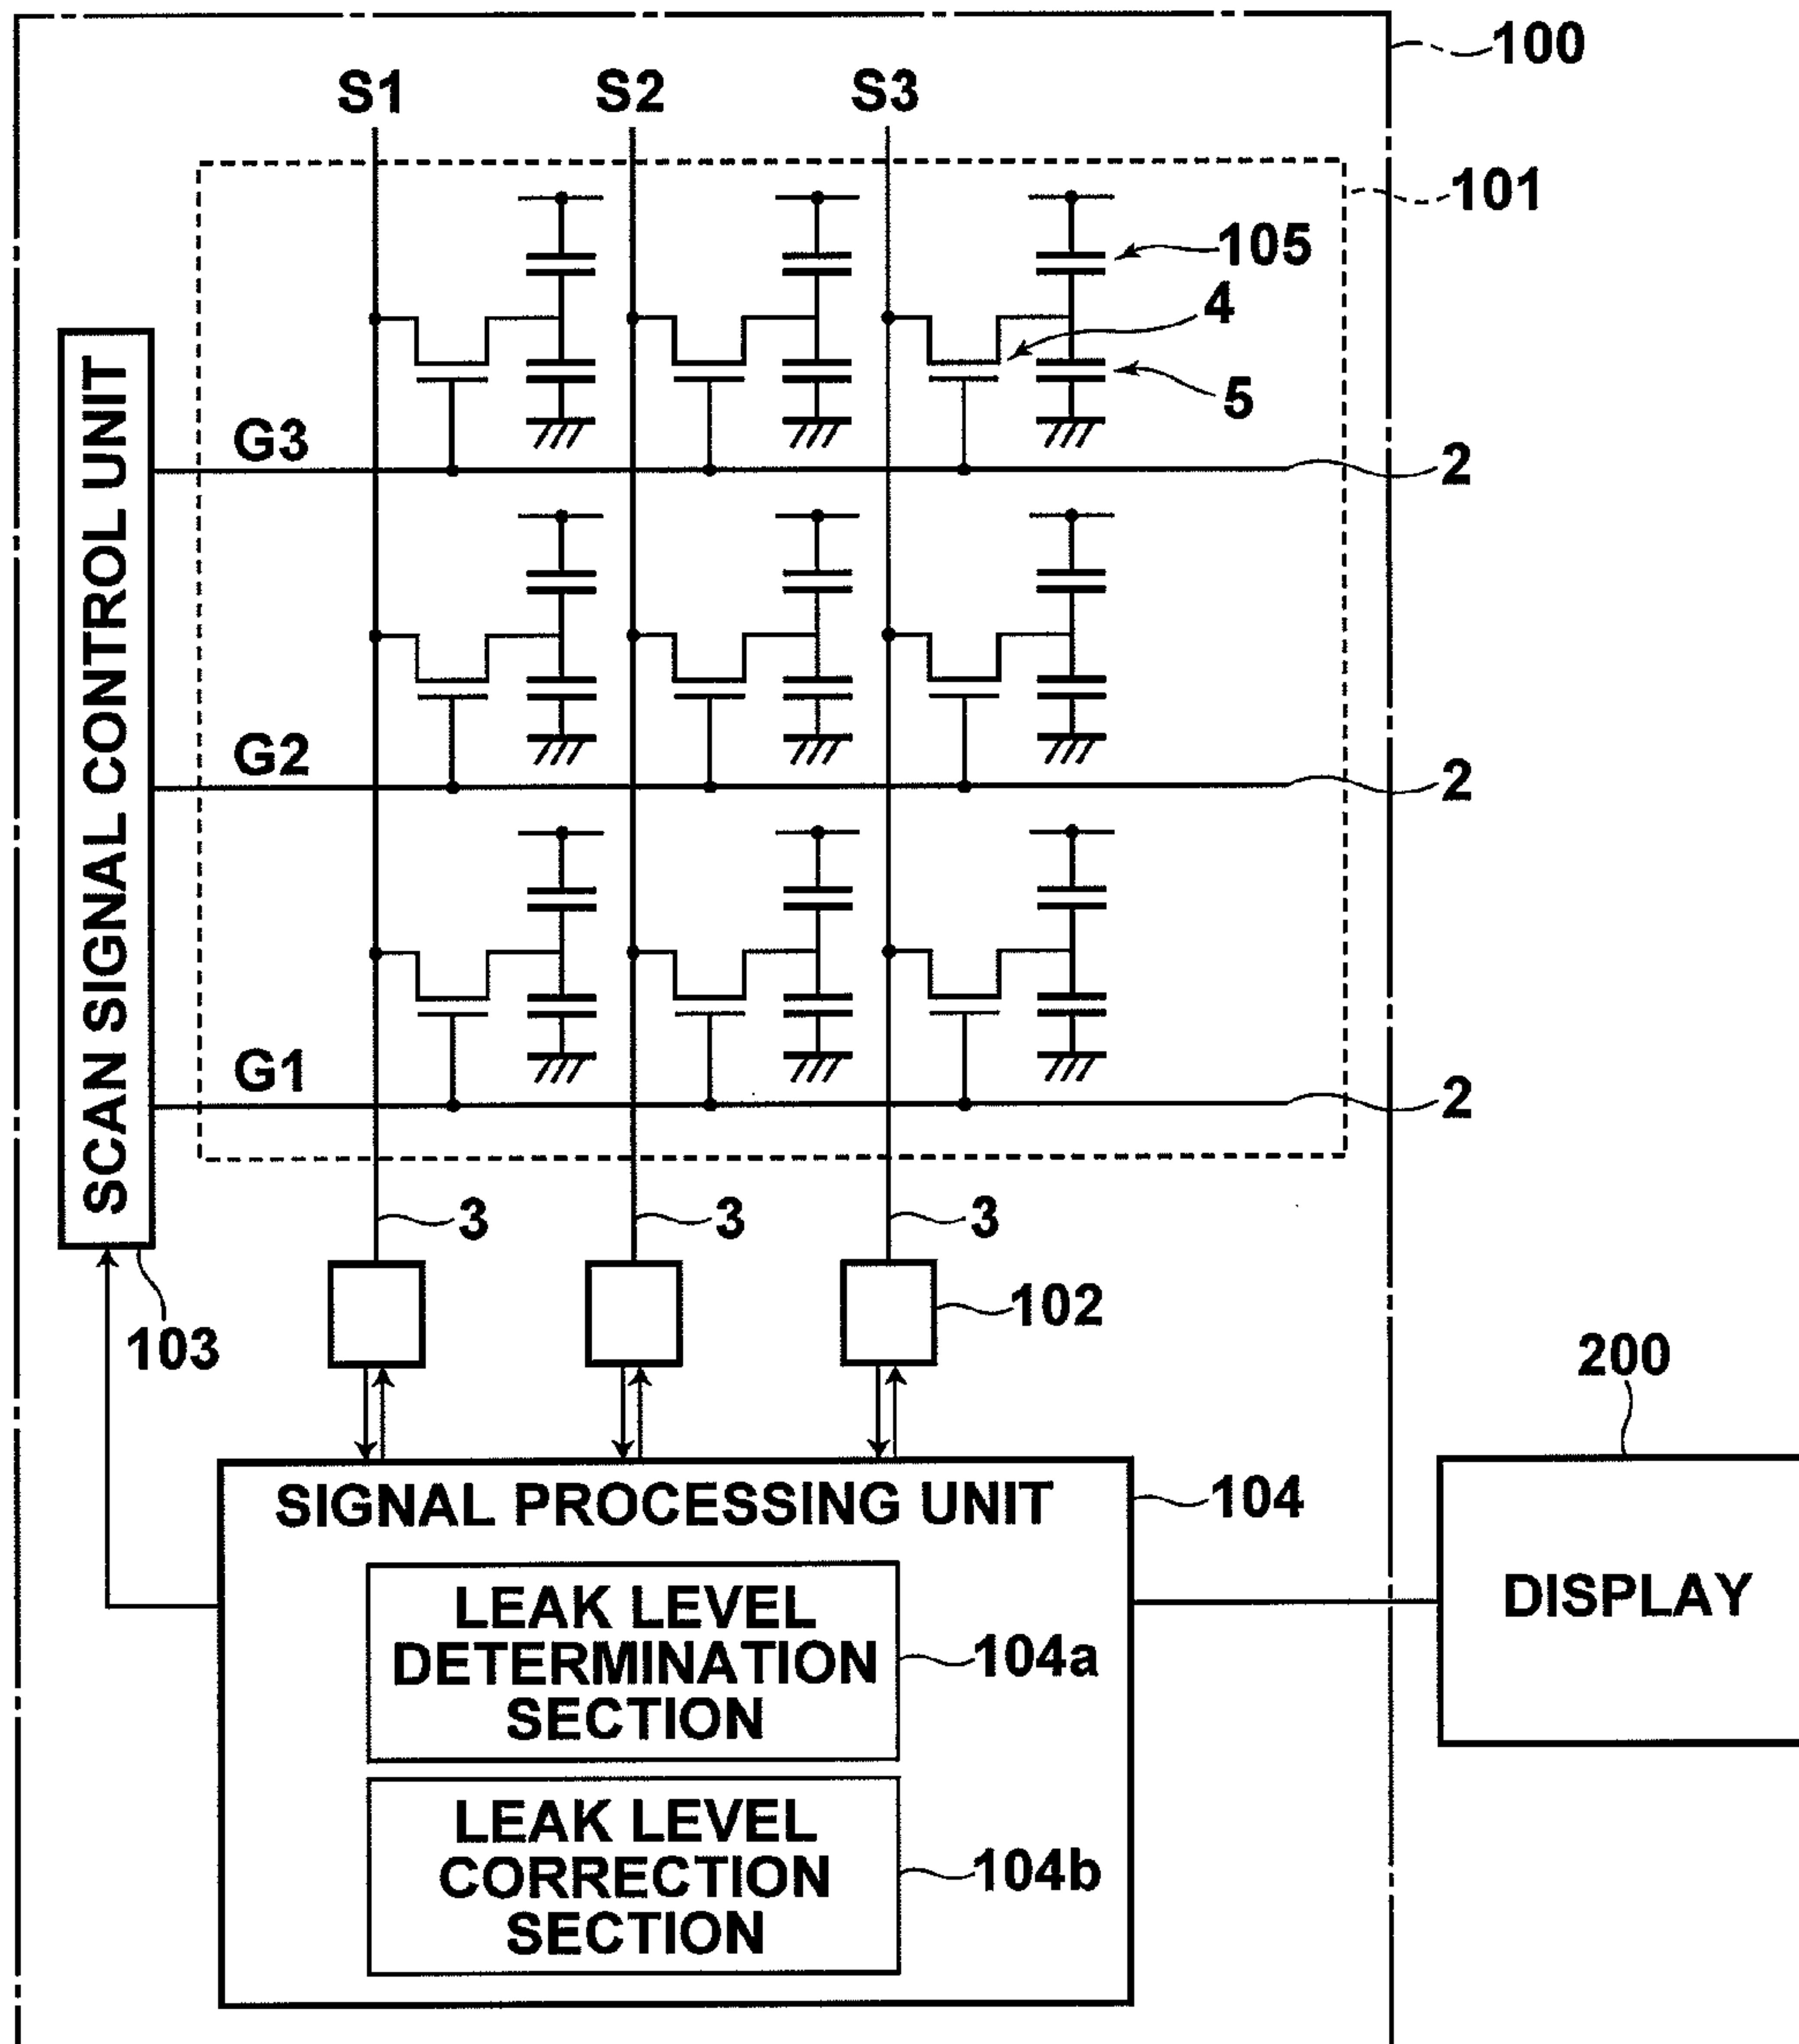 100
S1 S2 S3
101
105
4
5
G3
2
SCAN SIGNAL CONTROL UNIT
G2
2
G1
2
3 3 3
102
103
200
SIGNAL PROCESSING UNIT
104
LEAK LEVEL
DETERMINATION
SECTION
104a
DISPLAY
LEAK LEVEL
CORRECTION
SECTION
104b